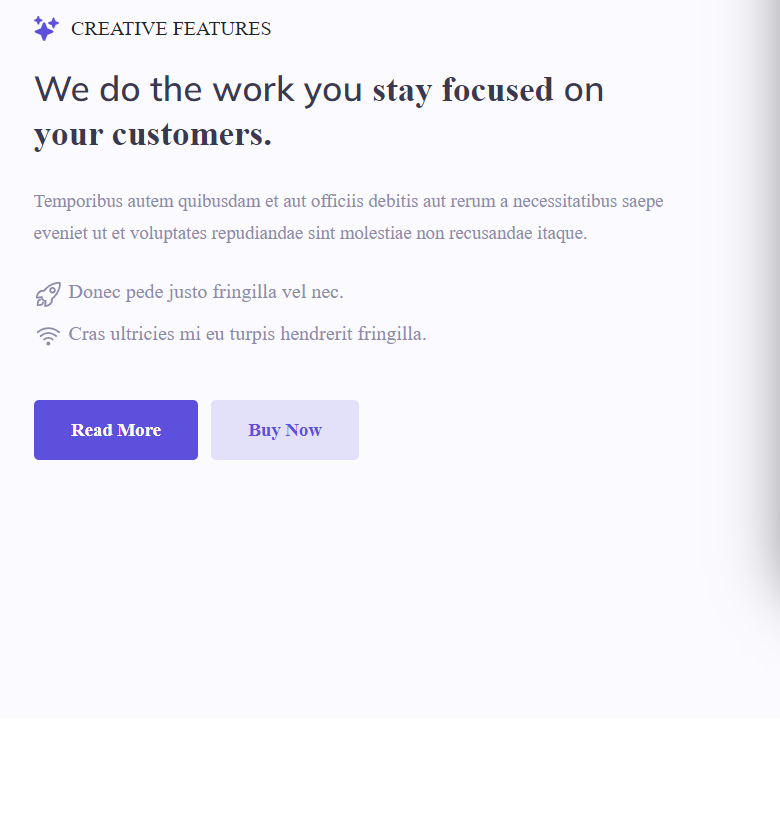 CREATIVE FEATURES
We do the work you stay focused on
your customers.
Temporibus autem quibusdam et aut officiis debitis aut rerum a necessitatibus saepe
eveniet ut et voluptates repudiandae sint molestiae non recusandae itaque.
Donec pede justo fringilla vel nec.
Cras ultricies mi eu turpis hendrerit fringilla.
Read More
Buy Now